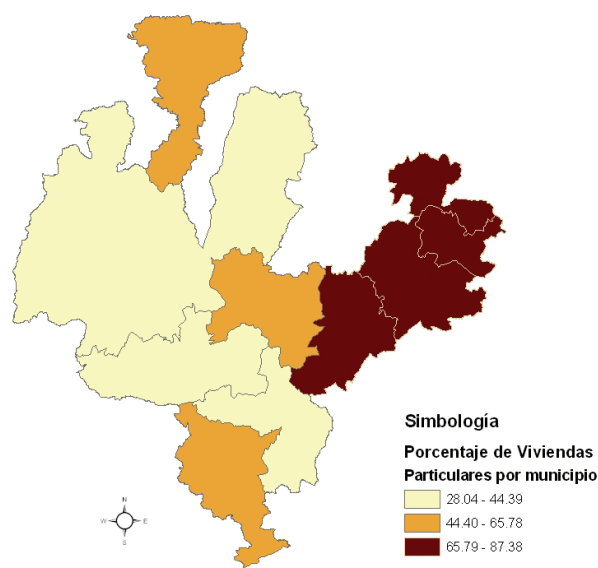 Simbología
Porcentaje de Viviendas
Particulares por municipio
28.04 - 44.39
44.40 - 65.78
65.79 - 87.38
N
W E
S